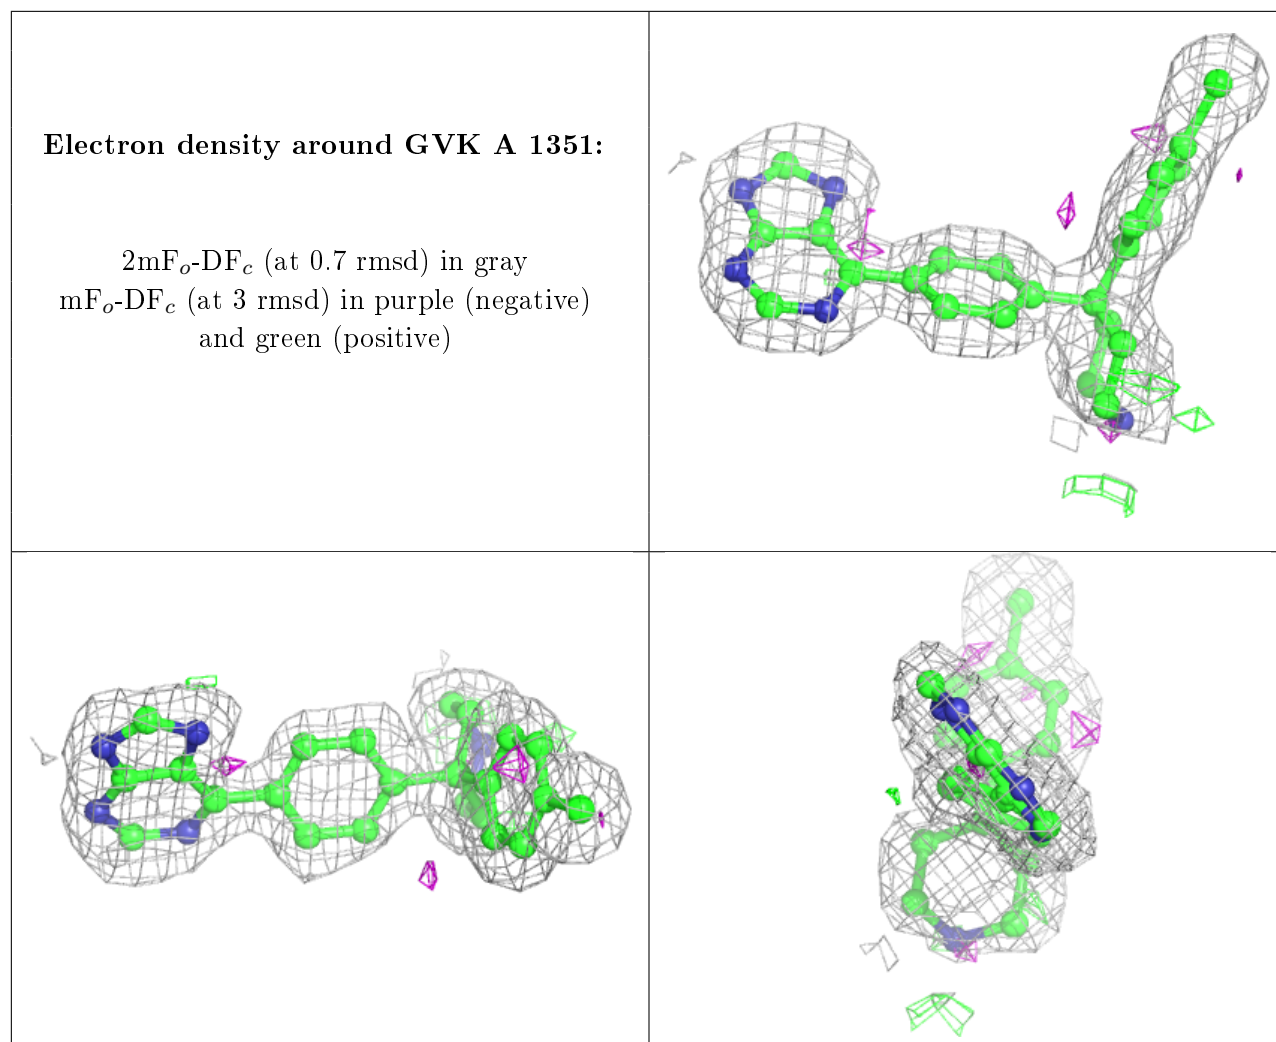 Electron density around GVK A 1351:
2mFₒ-DF𝒸 (at 0.7 rmsd) in gray
mFₒ-DF𝒸 (at 3 rmsd) in purple (negative)
and green (positive)